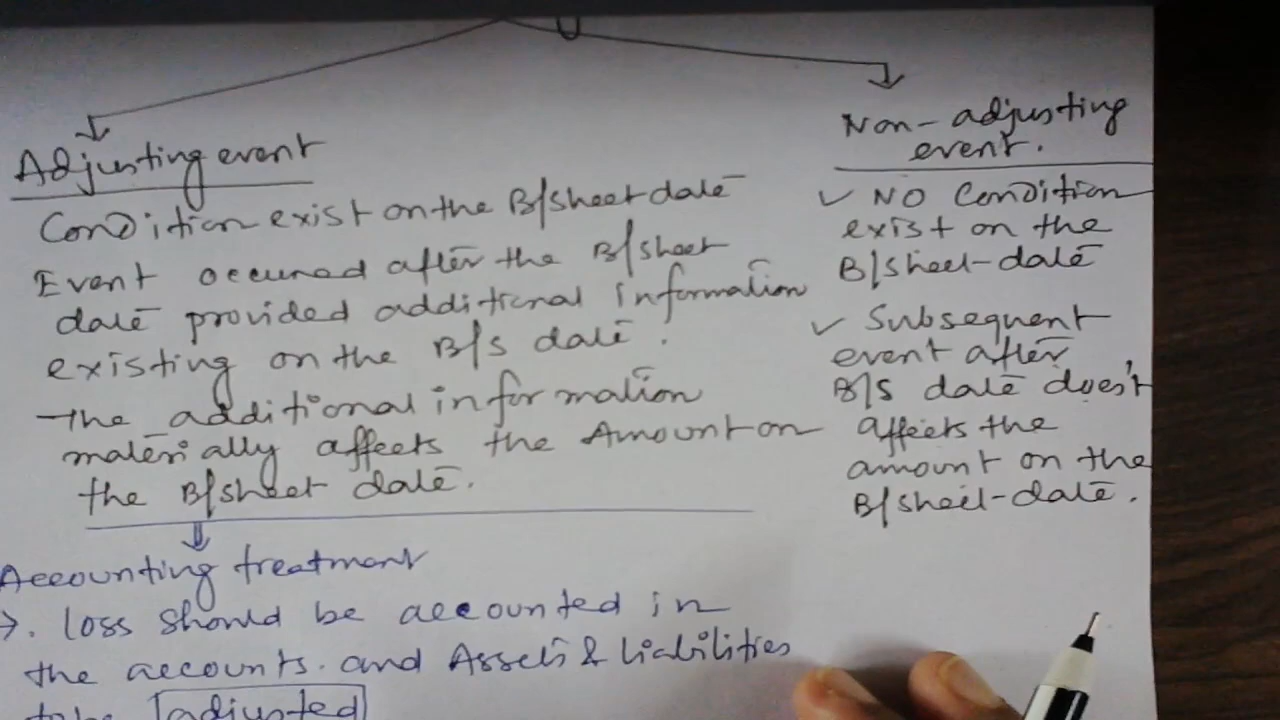 Adjusting event
Condition exist on the B/sheet date
Event occured after the B/sheet
date provided additional information
existing on the B/s date.
The additional information
materially affects the Amount on
the B/sheet date.
Accounting treatment
→. loss should be accounted in
the accounts. and Assets & liabilities
to be adjusted
Non-adjusting
event.
✓ NO Condition
exist on the
B/sheet-date
✓ Subsequent
event after
B/S date does't
affects the
amount on the
B/sheet-date.